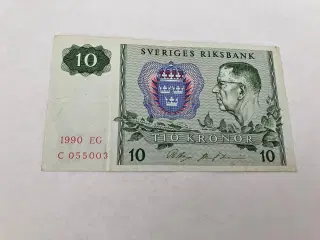 SVERIGES RIKSBANK
10
1990 EG
C 055003
TIO KRONOR
10
10